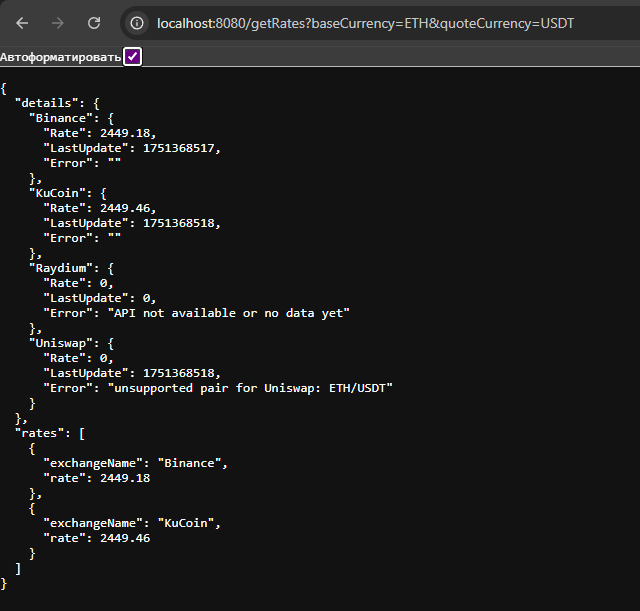 localhost:8080/getRates?baseCurrency=ETH&quoteCurrency=USDT
Автоформатировать
{
  "details": {
    "Binance": {
      "Rate": 2449.18,
      "LastUpdate": 1751368517,
      "Error": ""
    },
    "KuCoin": {
      "Rate": 2449.46,
      "LastUpdate": 1751368518,
      "Error": ""
    },
    "Raydium": {
      "Rate": 0,
      "LastUpdate": 0,
      "Error": "API not available or no data yet"
    },
    "Uniswap": {
      "Rate": 0,
      "LastUpdate": 1751368518,
      "Error": "unsupported pair for Uniswap: ETH/USDT"
    }
  },
  "rates": [
    {
      "exchangeName": "Binance",
      "rate": 2449.18
    },
    {
      "exchangeName": "KuCoin",
      "rate": 2449.46
    }
  ]
}